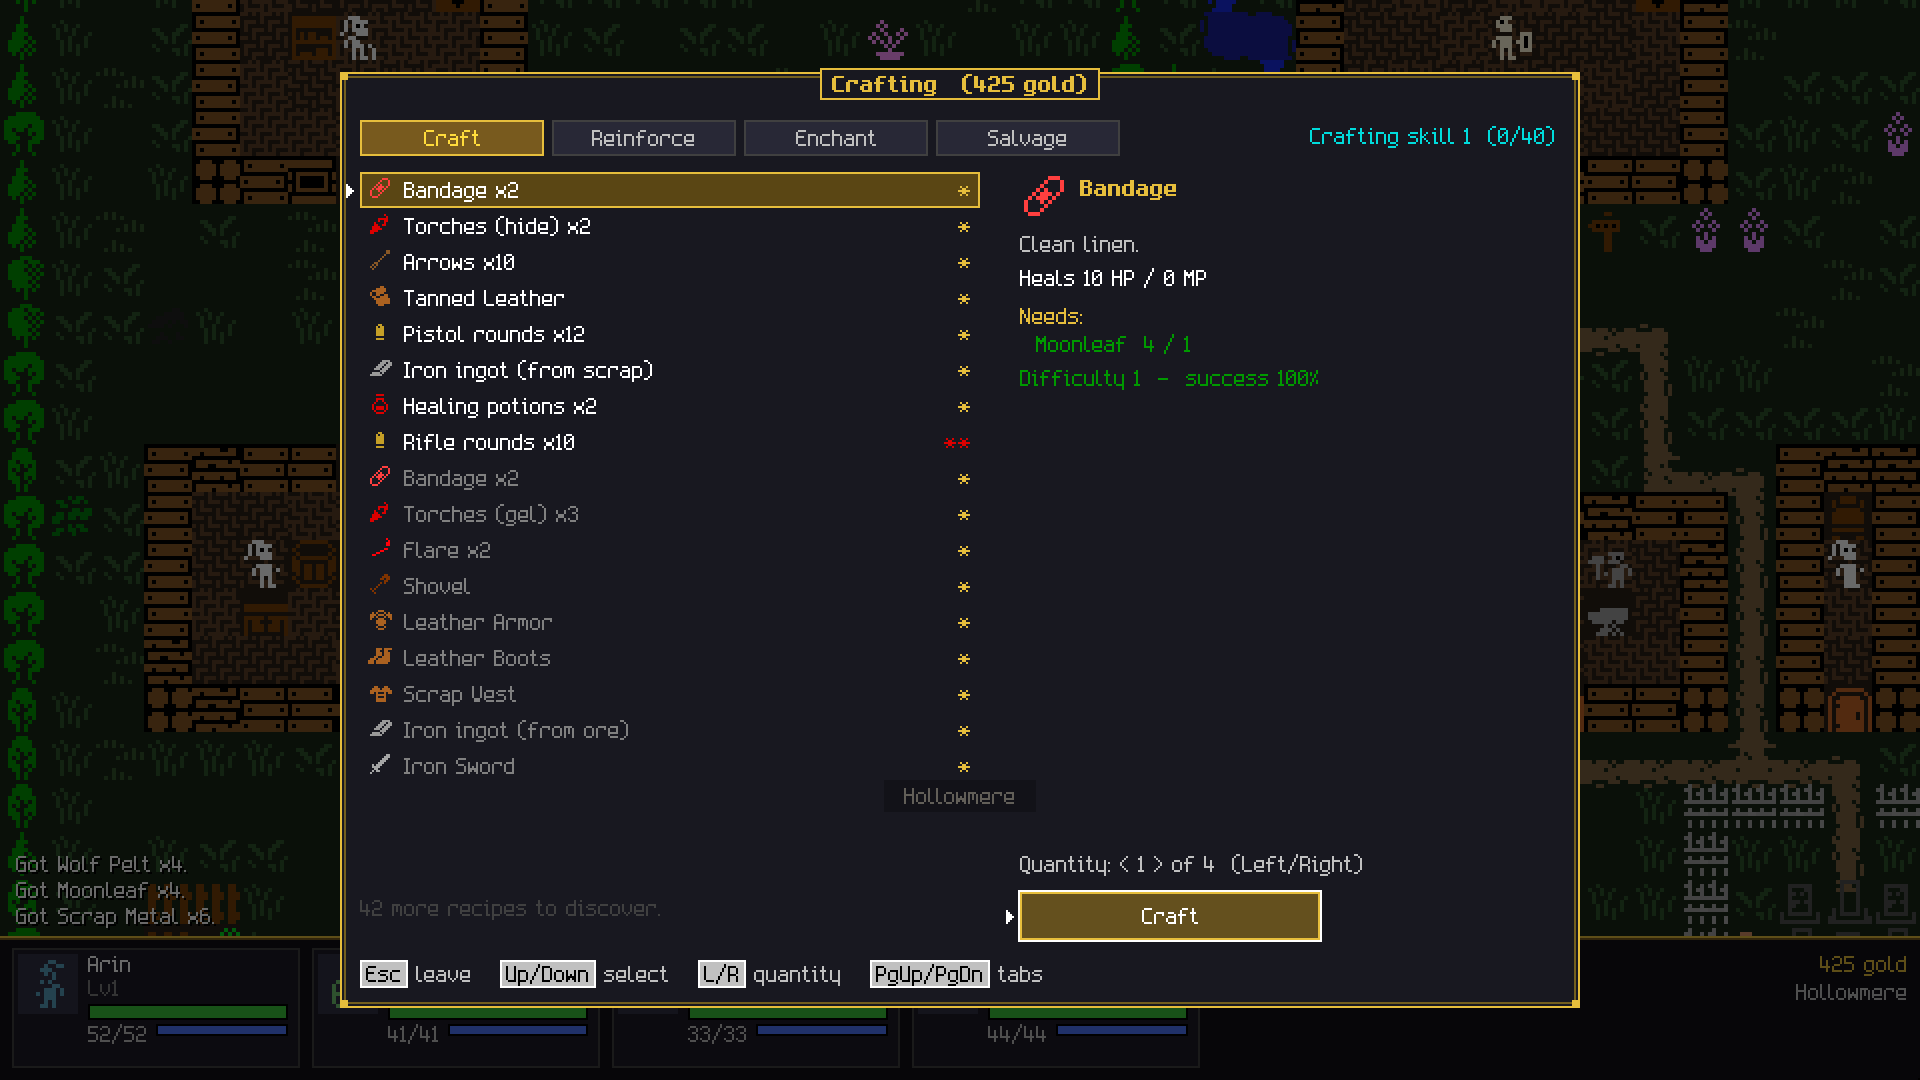 Crafting (425 gold)
Craft
Reinforce
Enchant
Salvage
Crafting skill 1 (0/40)
Bandage x2 *
Torches (hide) x2 *
Arrows x10 *
Tanned Leather *
Pistol rounds x12 *
Iron ingot (from scrap) *
Healing potions x2 *
Rifle rounds x10 **
Bandage x2 *
Torches (gel) x3 *
Flare x2 *
Shovel *
Leather Armor *
Leather Boots *
Scrap Vest *
Iron ingot (from ore) *
Iron Sword *
Bandage
Clean linen.
Heals 10 HP / 0 MP
Needs:
Moonleaf 4 / 1
Difficulty 1 - success 100%
Hollowmere
42 more recipes to discover.
Quantity: < 1 > of 4 (Left/Right)
Craft
Esc leave
Up/Down select
L/R quantity
PgUp/PgDn tabs
Got Wolf Pelt x4.
Got Moonleaf x4.
Got Scrap Metal x6.
Arin
Lv1
52/52
41/41
33/33
44/44
425 gold
Hollowmere